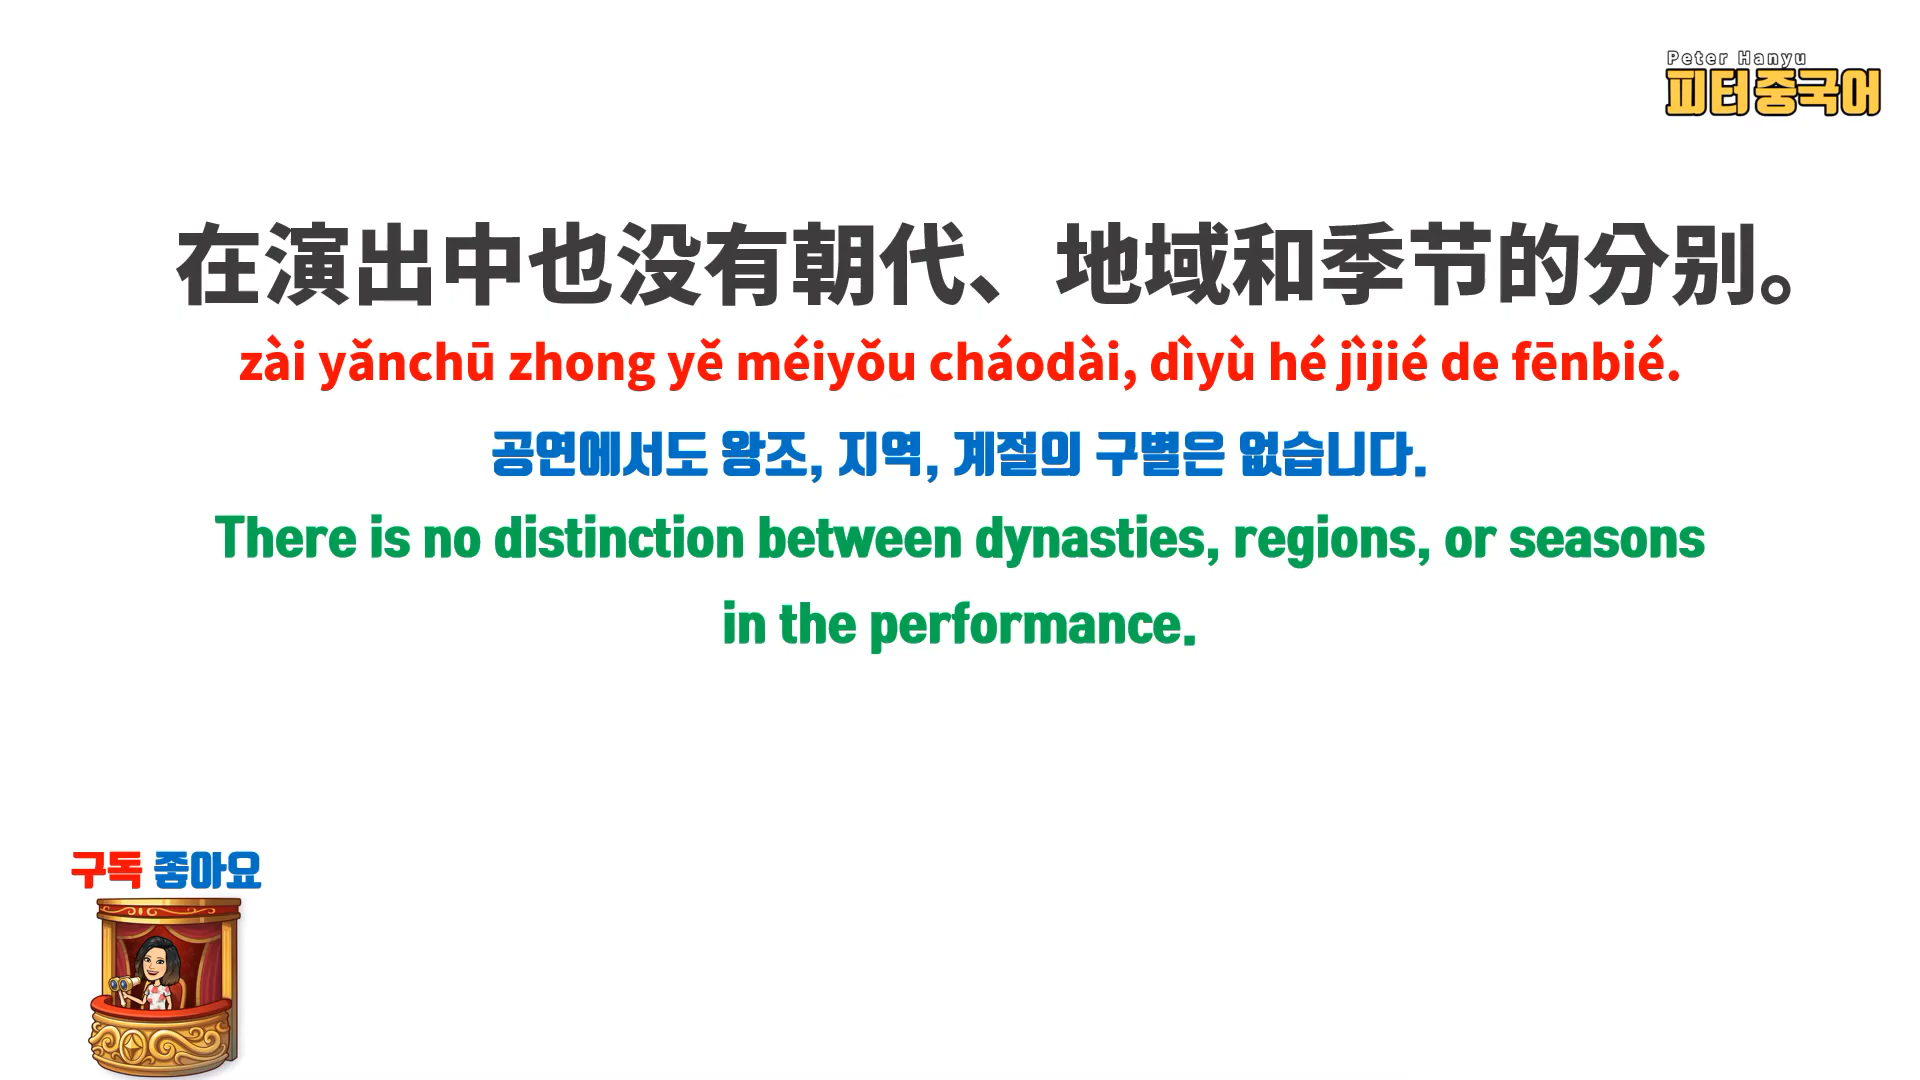 Peter Hanyu
피터 중국어
在演出中也没有朝代、地域和季节的分别。
zài yǎnchū zhong yě méiyǒu cháodài, dìyù hé jìjié de fēnbié.
공연에서도 왕조, 지역, 계절의 구별은 없습니다.
There is no distinction between dynasties, regions, or seasons
in the performance.
구독 좋아요